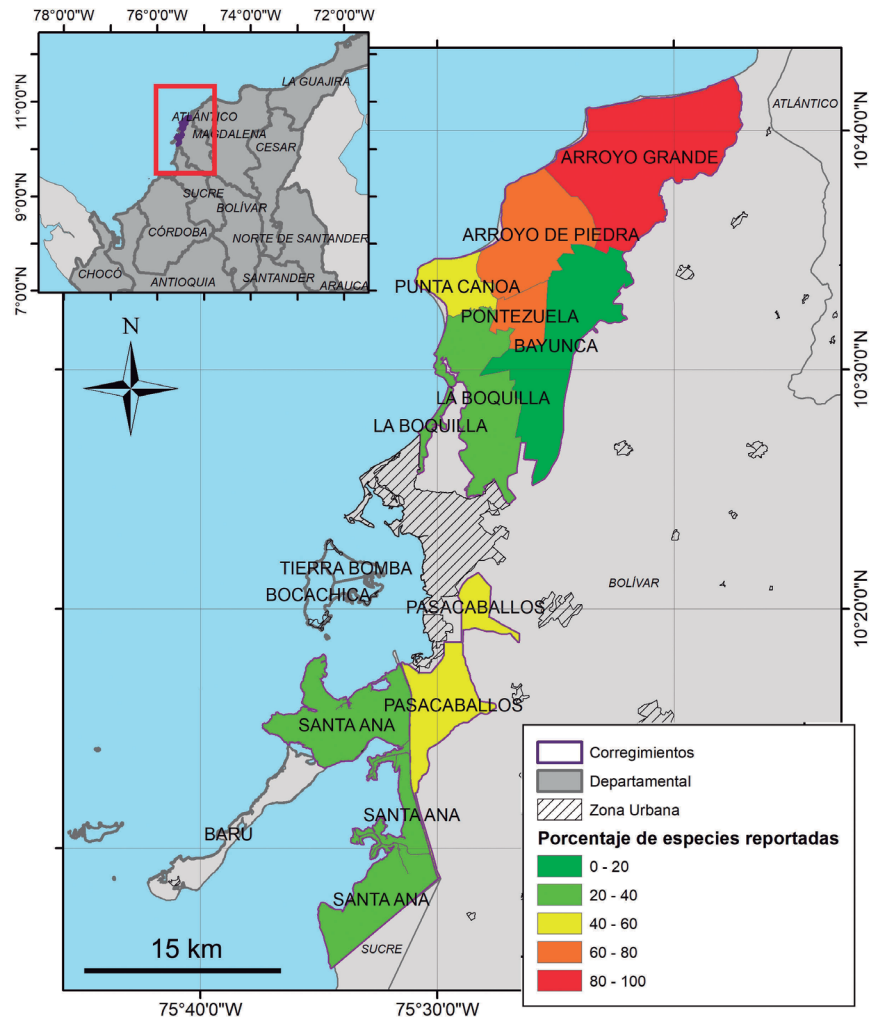 78°0'0"W
76°0'0"W
74°0'0"W
72°0'0"W
11°0'0"N
9°0'0"N
7°0'0"N
LA GUAJIRA
ATLÁNTICO
MAGDALENA
CESAR
SUCRE
BOLÍVAR
CÓRDOBA
NORTE DE SANTANDER
CHOCÓ
ANTIOQUIA
SANTANDER
ARAUCA
N
ATLÁNTICO
10°40'0"N
ARROYO GRANDE
ARROYO DE PIEDRA
PUNTA CANOA
PONTEZUELA
BAYUNCA
10°30'0"N
LA BOQUILLA
LA BOQUILLA
TIERRA BOMBA
BOCACHICA
BOLÍVAR
PASACABALLOS
10°20'0"N
PASACABALLOS
SANTA ANA
SANTA ANA
BARU
SANTA ANA
SUCRE
15 km
Corregimientos
Departamental
Zona Urbana
Porcentaje de especies reportadas
0 - 20
20 - 40
40 - 60
60 - 80
80 - 100
75°40'0"W
75°30'0"W